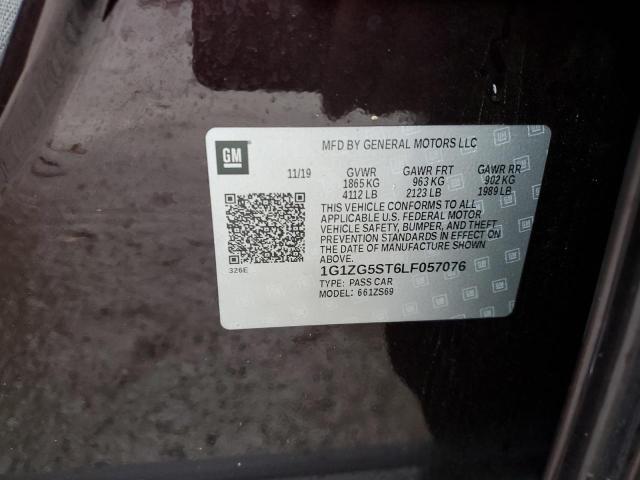 GM
MFD BY GENERAL MOTORS LLC
11/19 GVWR GAWR FRT GAWR RR
1865 KG 963 KG 902 KG
4112 LB 2123 LB 1989 LB
THIS VEHICLE CONFORMS TO ALL
APPLICABLE U.S. FEDERAL MOTOR
VEHICLE SAFETY, BUMPER, AND THEFT
PREVENTION STANDARDS IN EFFECT ON
THE DATE OF MANUFACTURE SHOWN
ABOVE.
326E
1G1ZG5ST6LF057076
TYPE: PASS CAR
MODEL: 661ZS69